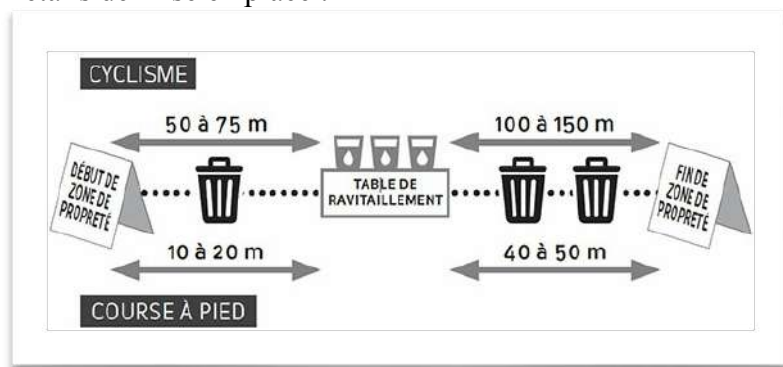 CYCLISME
50 à 75 m
100 à 150 m
DÉBUT DE
ZONE DE
PROPRETÉ
TABLE DE
RAVITAILLEMENT
FIN DE
ZONE DE
PROPRETÉ
10 à 20 m
40 à 50 m
COURSE À PIED